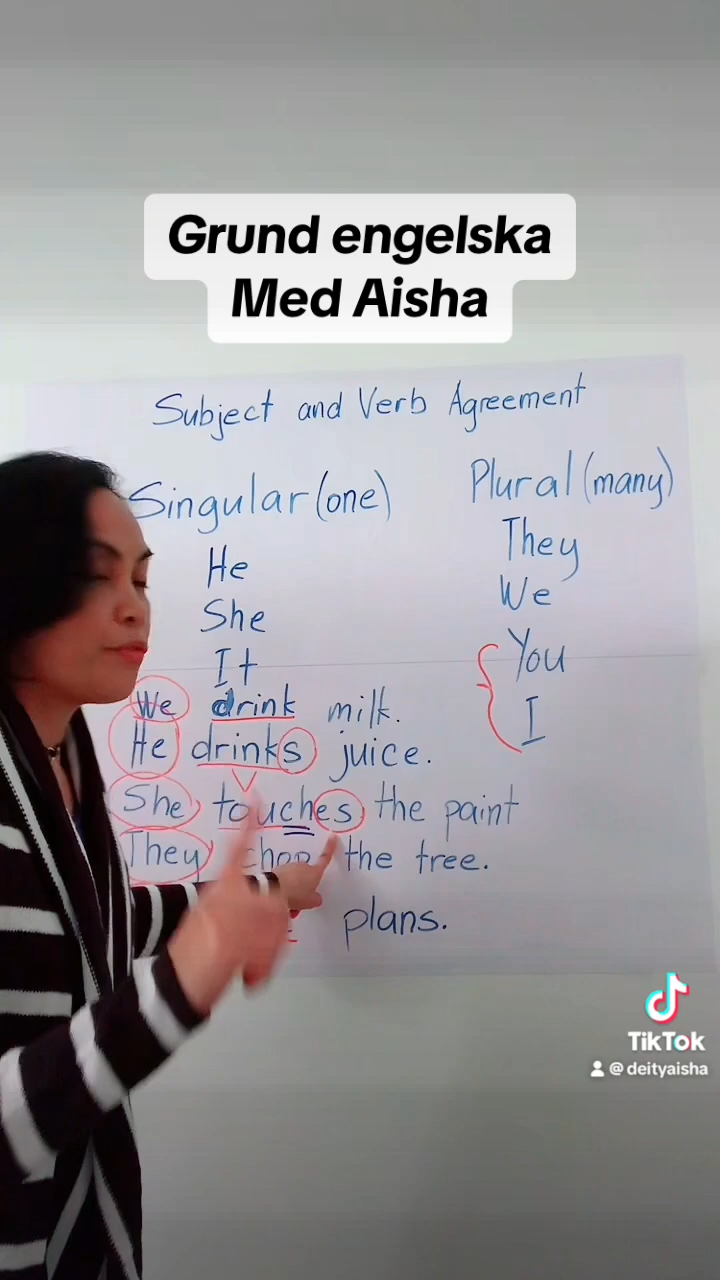 Grund engelska
Med Aisha
Subject and Verb Agreement
Singular (one)
Plural (many)
He
They
She
We
It
You
I
We drink milk.
He drinks juice.
She touches the paint
They chop the tree.
plans.
TikTok
@deityaisha